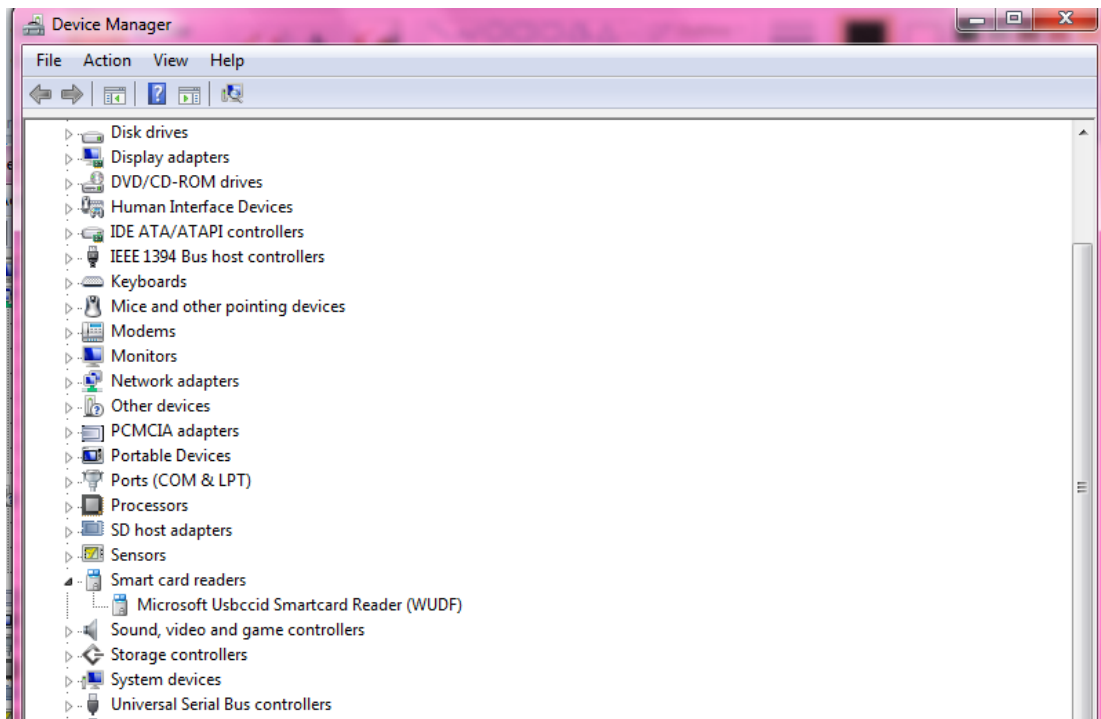 Device Manager
File Action View Help
Disk drives
Display adapters
DVD/CD-ROM drives
Human Interface Devices
IDE ATA/ATAPI controllers
IEEE 1394 Bus host controllers
Keyboards
Mice and other pointing devices
Modems
Monitors
Network adapters
Other devices
PCMCIA adapters
Portable Devices
Ports (COM & LPT)
Processors
SD host adapters
Sensors
Smart card readers
Microsoft Usbccid Smartcard Reader (WUDF)
Sound, video and game controllers
Storage controllers
System devices
Universal Serial Bus controllers